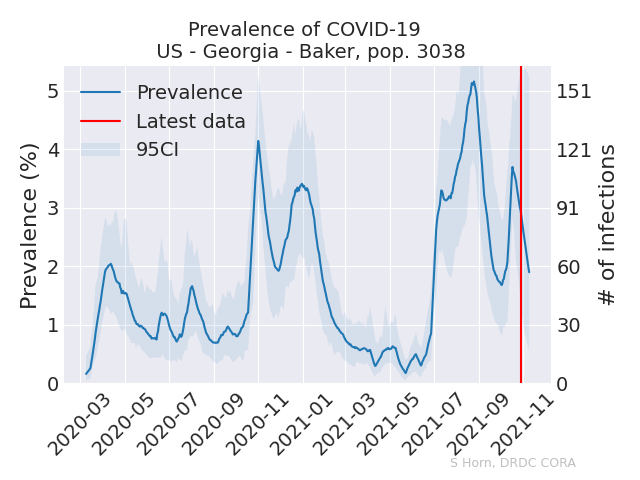 Prevalence of COVID-19
US - Georgia - Baker, pop. 3038
Prevalence
Latest data
95CI
Prevalence (%)
5
4
3
2
1
0
151
121
91
60
30
0
# of infections
2020-03
2020-05
2020-07
2020-09
2020-11
2021-01
2021-03
2021-05
2021-07
2021-09
2021-11
S Horn, DRDC CORA